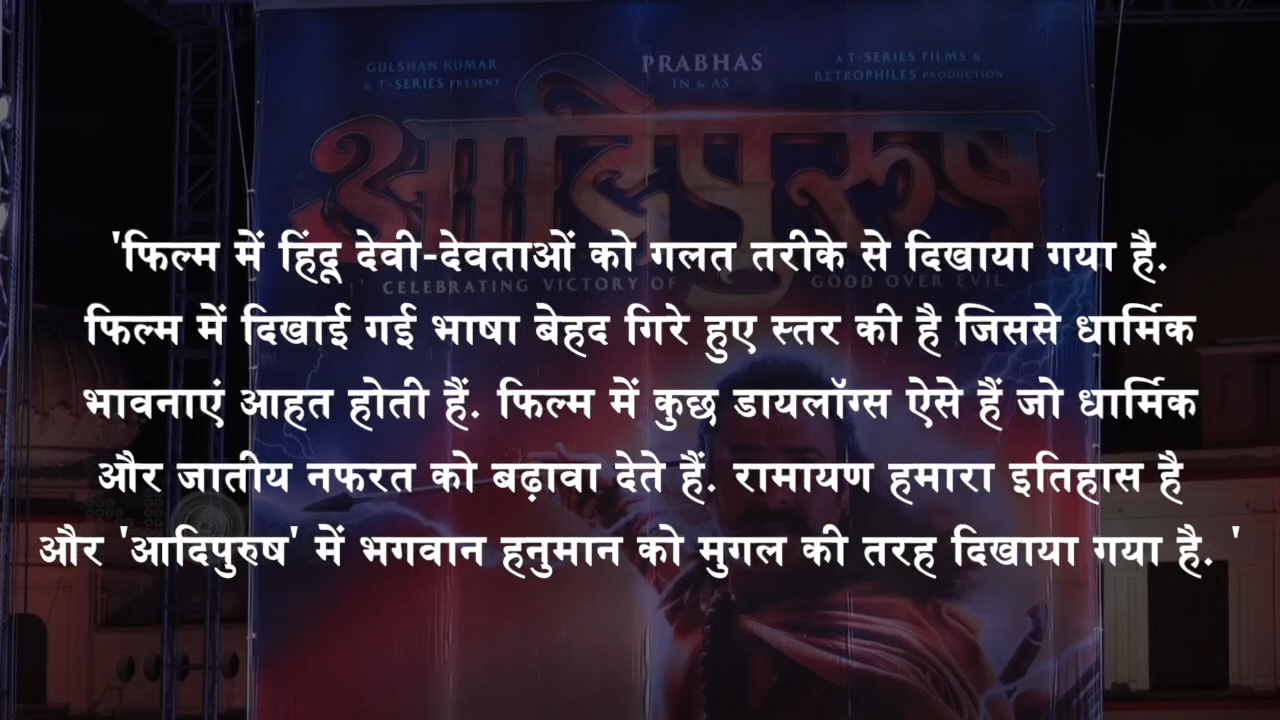 GULSHAN KUMAR
& T-SERIES PRESENT
PRABHAS
IN & AS
A T-SERIES FILMS &
RETROPHILES PRODUCTION
आदिपुरुष
'फिल्म में हिंदू देवी-देवताओं को गलत तरीके से दिखाया गया है.
CELEBRATING VICTORY OF GOOD OVER EVIL
फिल्म में दिखाई गई भाषा बेहद गिरे हुए स्तर की है जिससे धार्मिक
भावनाएं आहत होती हैं. फिल्म में कुछ डायलॉग्स ऐसे हैं जो धार्मिक
और जातीय नफरत को बढ़ावा देते हैं. रामायण हमारा इतिहास है
और 'आदिपुरुष' में भगवान हनुमान को मुगल की तरह दिखाया गया है. '